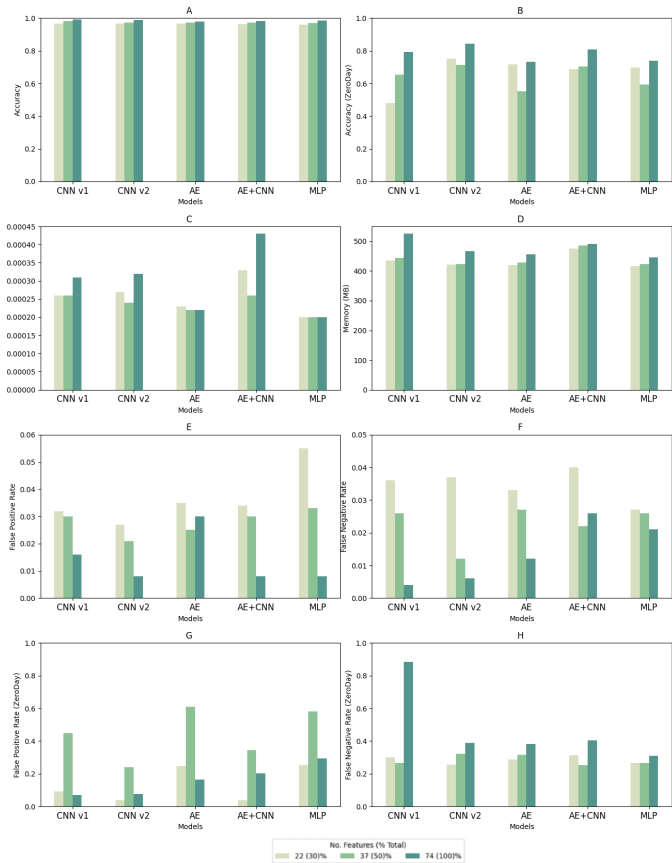 A
1.0
0.8
0.6
0.4
0.2
0.0
Accuracy
CNN v1 CNN v2 AE AE+CNN MLP
Models
B
1.0
0.8
0.6
0.4
0.2
0.0
Accuracy (ZeroDay)
CNN v1 CNN v2 AE AE+CNN MLP
Models
C
0.00045
0.00040
0.00035
0.00030
0.00025
0.00020
0.00015
0.00010
0.00005
0.00000
CNN v1 CNN v2 AE AE+CNN MLP
Models
D
500
400
300
200
100
0
Memory (MB)
CNN v1 CNN v2 AE AE+CNN MLP
Models
E
0.06
0.05
0.04
0.03
0.02
0.01
0.00
False Positive Rate
CNN v1 CNN v2 AE AE+CNN MLP
Models
F
0.05
0.04
0.03
0.02
0.01
0.00
False Negative Rate
CNN v1 CNN v2 AE AE+CNN MLP
Models
G
1.0
0.8
0.6
0.4
0.2
0.0
False Positive Rate (ZeroDay)
CNN v1 CNN v2 AE AE+CNN MLP
Models
H
1.0
0.8
0.6
0.4
0.2
0.0
False Negative Rate (ZeroDay)
CNN v1 CNN v2 AE AE+CNN MLP
Models
No. Features (% Total)
22 (30)% 37 (50)% 74 (100)%